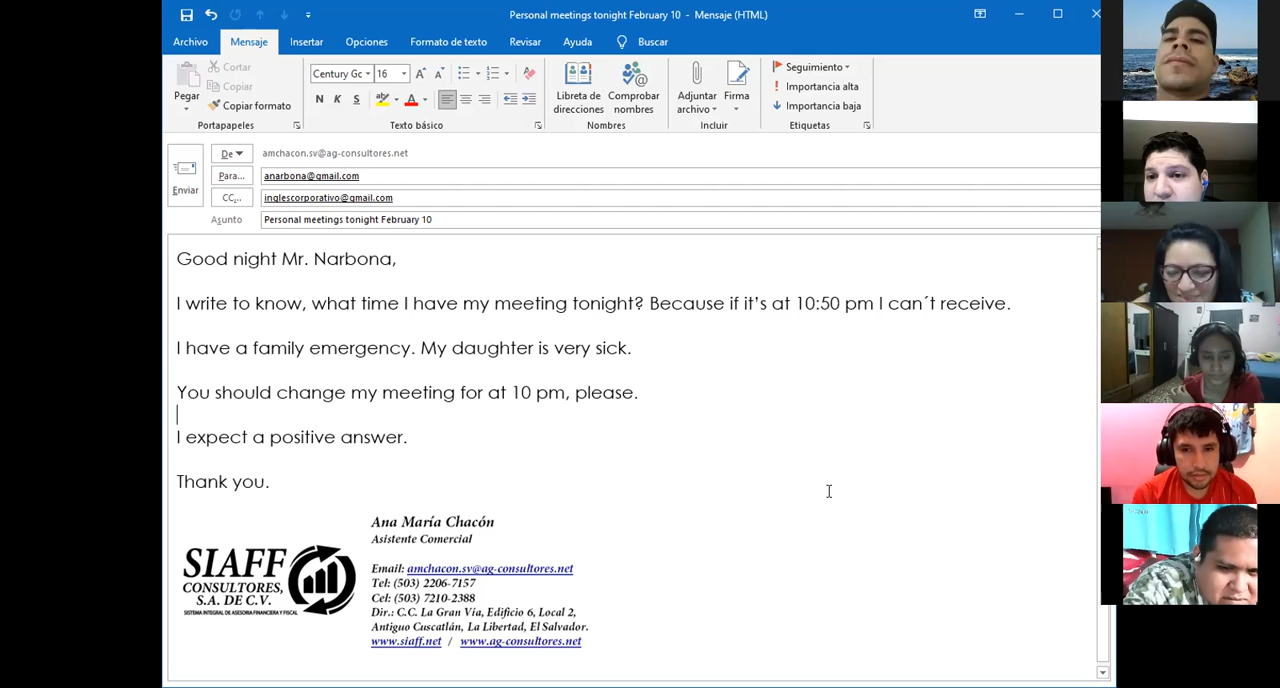 Personal meetings tonight February 10 - Mensaje (HTML)
Archivo Mensaje Insertar Opciones Formato de texto Revisar Ayuda Buscar
Pegar
Cortar
Copiar
Copiar formato
Portapapeles
Century Gc 16
N K S
Texto básico
Libreta de direcciones
Comprobar nombres
Nombres
Adjuntar archivo
Firma
Incluir
Seguimiento
Importancia alta
Importancia baja
Etiquetas
Enviar
De amchacon.sv@ag-consultores.net
Para... anarbona@gmail.com
CC... inglescorporativo@gmail.com
Asunto Personal meetings tonight February 10
Good night Mr. Narbona,
I write to know, what time I have my meeting tonight? Because if it's at 10:50 pm I can´t receive.
I have a family emergency. My daughter is very sick.
You should change my meeting for at 10 pm, please.
I expect a positive answer.
Thank you.
SIAFF
CONSULTORES,
S.A. DE C.V.
SISTEMA INTEGRAL DE ASESORIA FINANCIERA Y FISCAL
Ana María Chacón
Asistente Comercial
Email: amchacon.sv@ag-consultores.net
Tel: (503) 2206-7157
Cel: (503) 7210-2388
Dir.: C.C. La Gran Vía, Edificio 6, Local 2,
Antiguo Cuscatlán, La Libertad, El Salvador.
www.siaff.net / www.ag-consultores.net